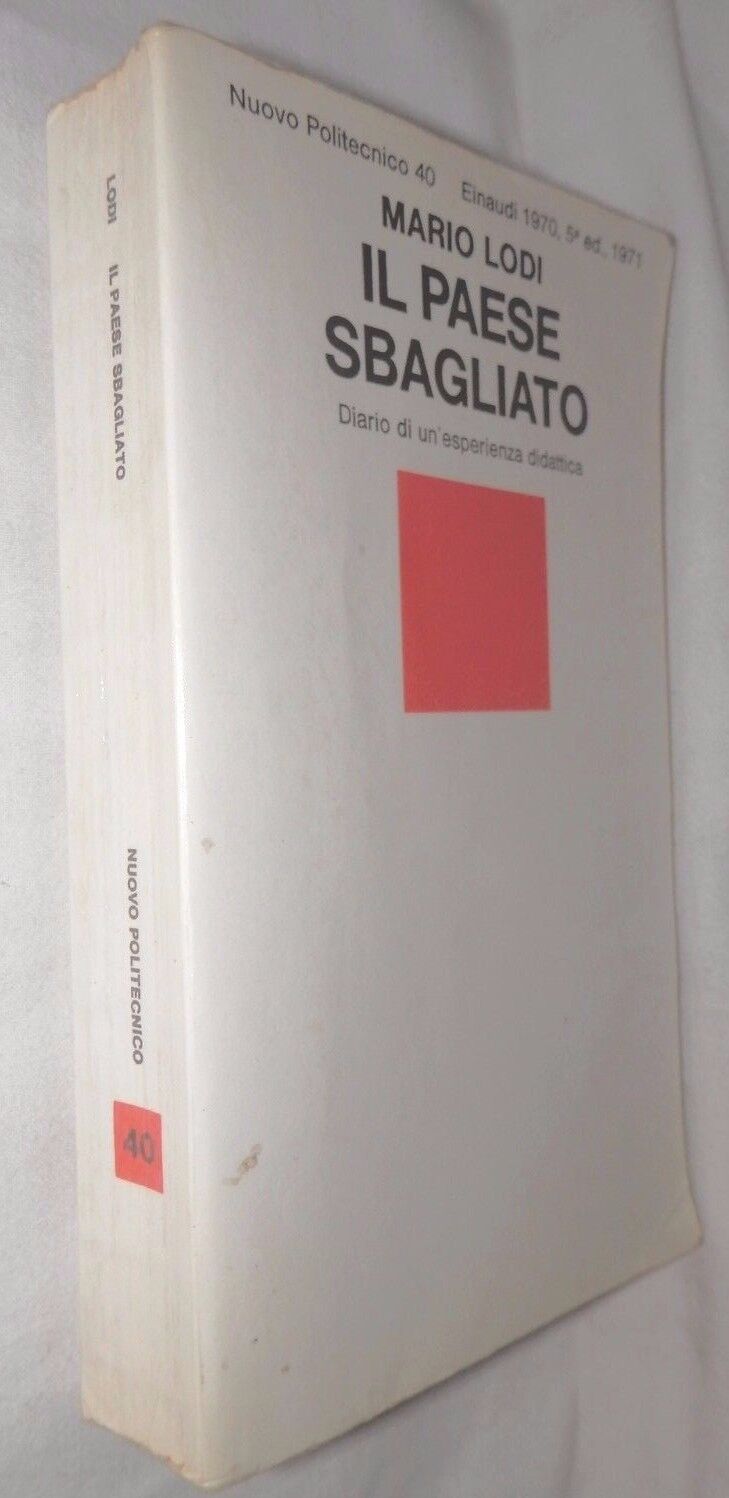 Nuovo Politecnico 40 Einaudi 1970, 5ª ed., 1971
MARIO LODI
IL PAESE
SBAGLIATO
Diario di un'esperienza didattica
LODI IL PAESE SBAGLIATO
NUOVO POLITECNICO
40